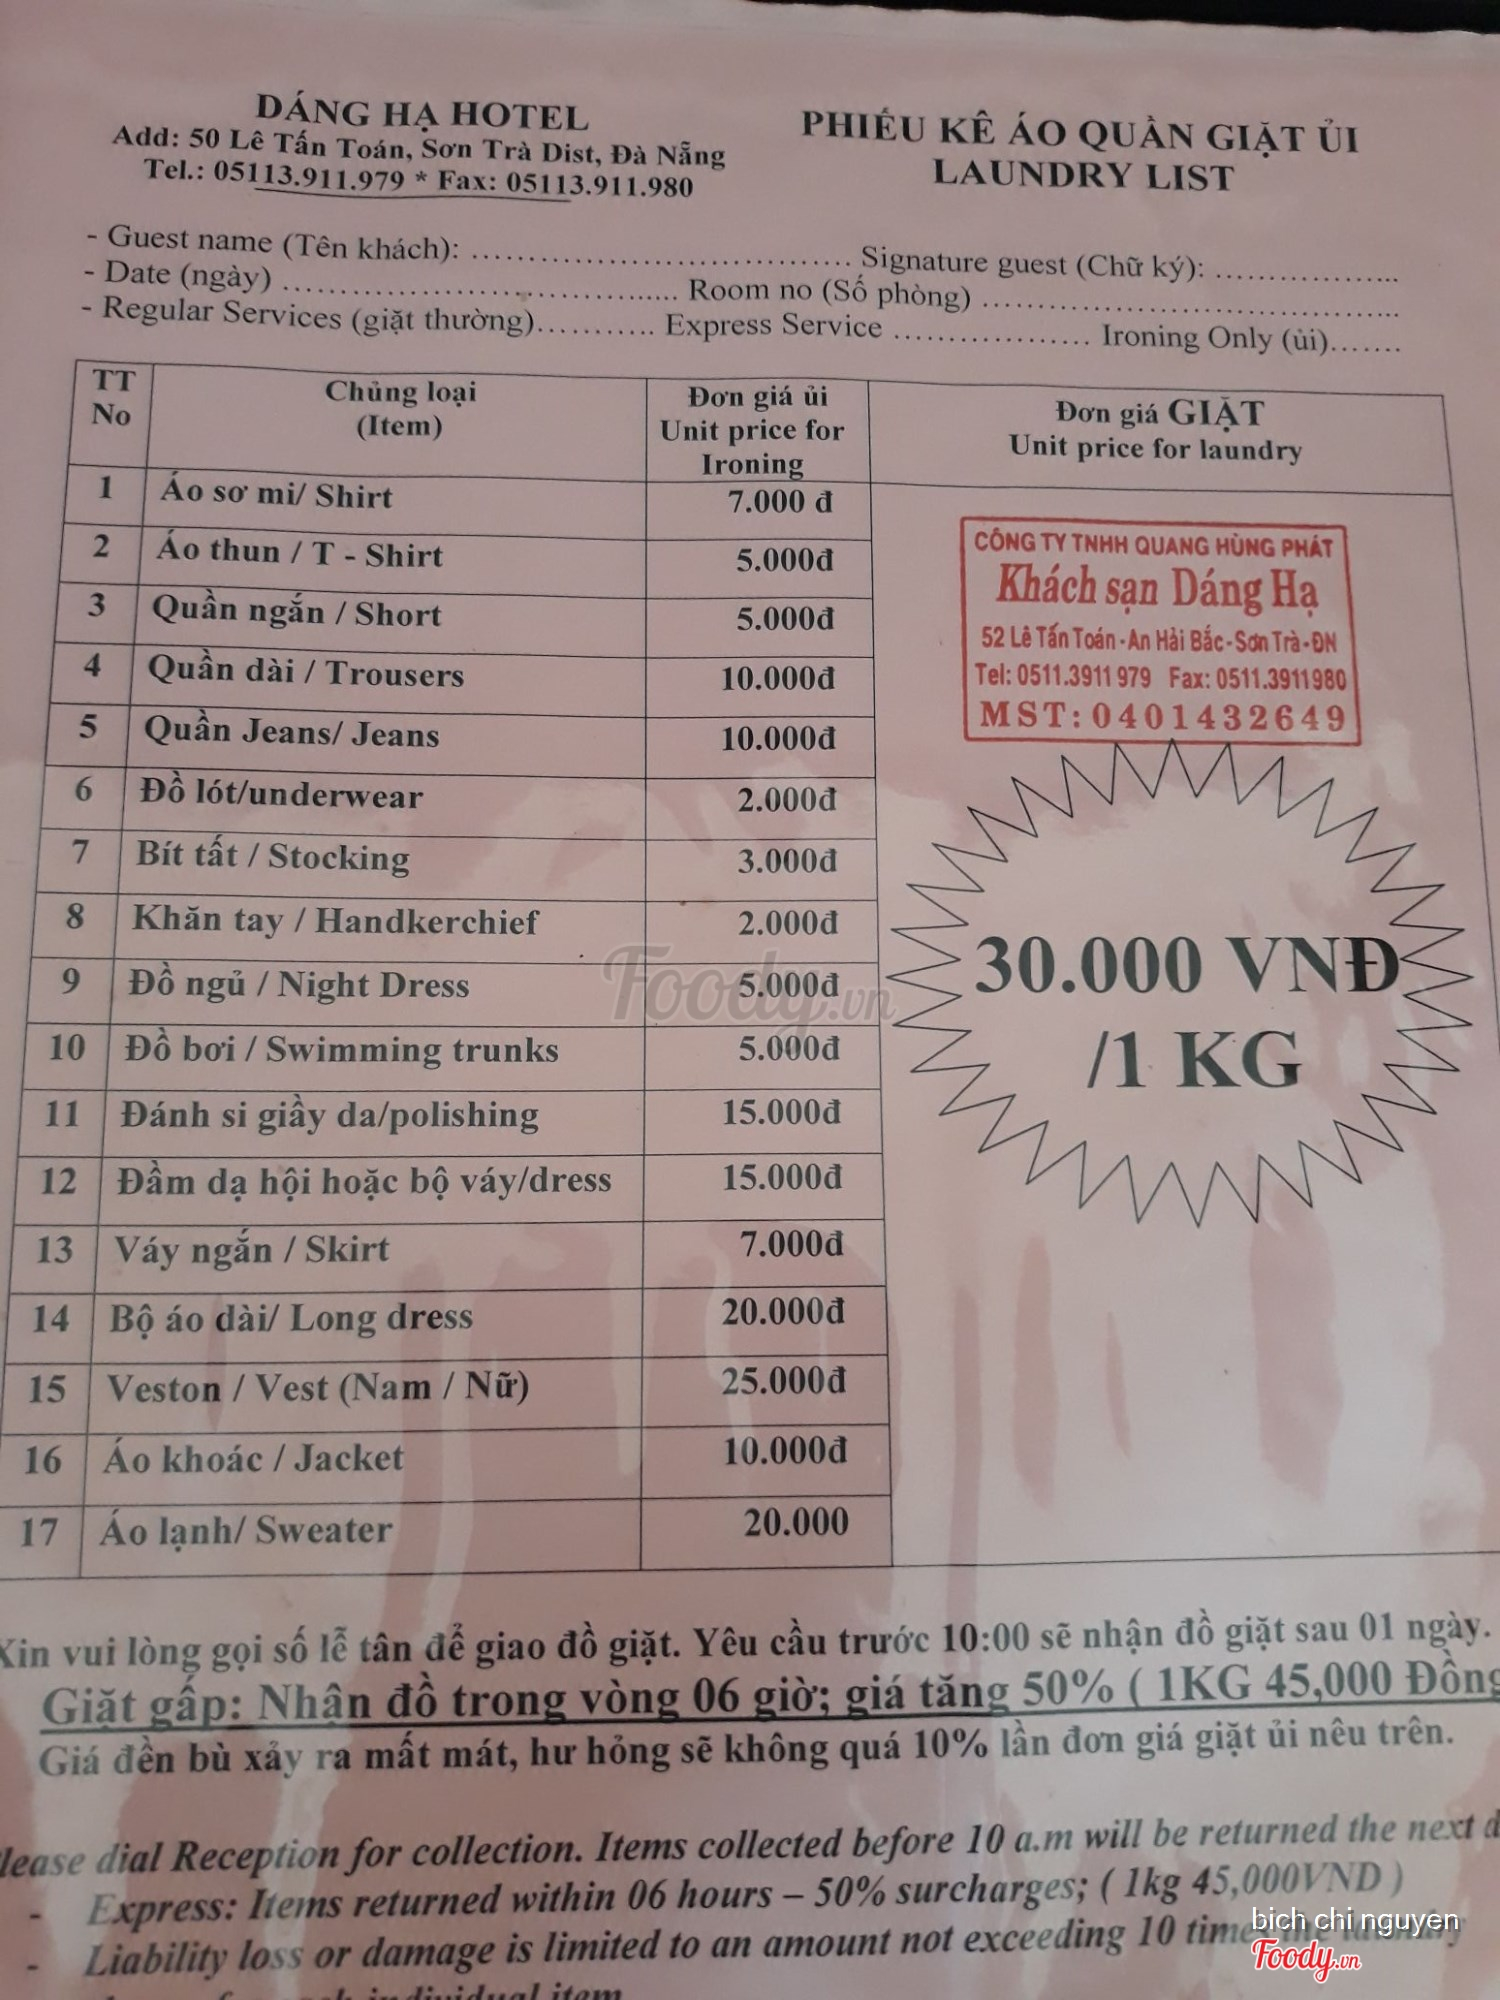 DÁNG HẠ HOTEL
Add: 50 Lê Tấn Toán, Sơn Trà Dist, Đà Nẵng
Tel.: 05113.911.979 * Fax: 05113.911.980
PHIẾU KÊ ÁO QUẦN GIẶT ỦI
LAUNDRY LIST
- Guest name (Tên khách): ........................................ Signature guest (Chữ ký): ...................
- Date (ngày) ........................................ Room no (Số phòng) ........................................
- Regular Services (giặt thường)............ Express Service .................... Ironing Only (ủi).......
TT No Chủng loại (Item) Đơn giá ủi Unit price for Ironing Đơn giá GIẶT Unit price for laundry
1 Áo sơ mi/ Shirt 7.000 đ
2 Áo thun / T - Shirt 5.000đ
3 Quần ngắn / Short 5.000đ
4 Quần dài / Trousers 10.000đ
5 Quần Jeans/ Jeans 10.000đ
6 Đồ lót/underwear 2.000đ
7 Bít tất / Stocking 3.000đ
8 Khăn tay / Handkerchief 2.000đ
9 Đồ ngủ / Night Dress 5.000đ
10 Đồ bơi / Swimming trunks 5.000đ
11 Đánh si giầy da/polishing 15.000đ
12 Đầm dạ hội hoặc bộ váy/dress 15.000đ
13 Váy ngắn / Skirt 7.000đ
14 Bộ áo dài/ Long dress 20.000đ
15 Veston / Vest (Nam / Nữ) 25.000đ
16 Áo khoác / Jacket 10.000đ
17 Áo lạnh/ Sweater 20.000
CÔNG TY TNHH QUANG HÙNG PHÁT
Khách sạn Dáng Hạ
52 Lê Tấn Toán - An Hải Bắc - Sơn Trà - ĐN
Tel: 0511.3911 979 Fax: 0511.3911980
MST: 0401432649
30.000 VNĐ
/1 KG
Foody.vn
Xin vui lòng gọi số lễ tân để giao đồ giặt. Yêu cầu trước 10:00 sẽ nhận đồ giặt sau 01 ngày.
Giặt gấp: Nhận đồ trong vòng 06 giờ; giá tăng 50% ( 1KG 45,000 Đồng
Giá đền bù xảy ra mất mát, hư hỏng sẽ không quá 10% lần đơn giá giặt ủi nêu trên.
lease dial Reception for collection. Items collected before 10 a.m will be returned the next d
- Express: Items returned within 06 hours – 50% surcharges; ( 1kg 45,000VND )
- Liability loss or damage is limited to an amount not exceeding 10
individual item
bich chi nguyen
Foody.vn